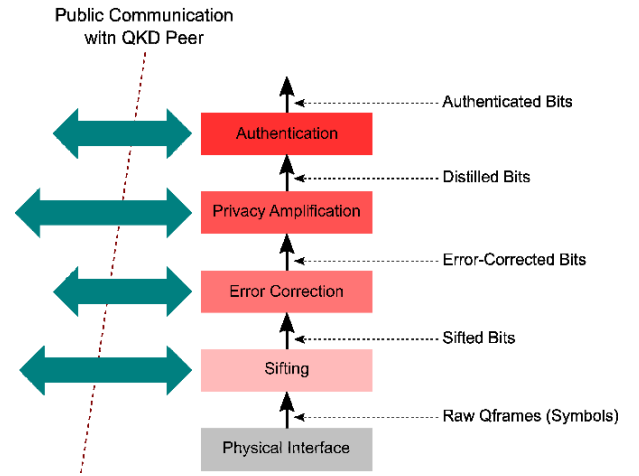 Public Communication
witn QKD Peer
Authenticated Bits
Authentication
Distilled Bits
Privacy Amplification
Error-Corrected Bits
Error Correction
Sifted Bits
Sifting
Raw Qframes (Symbols)
Physical Interface